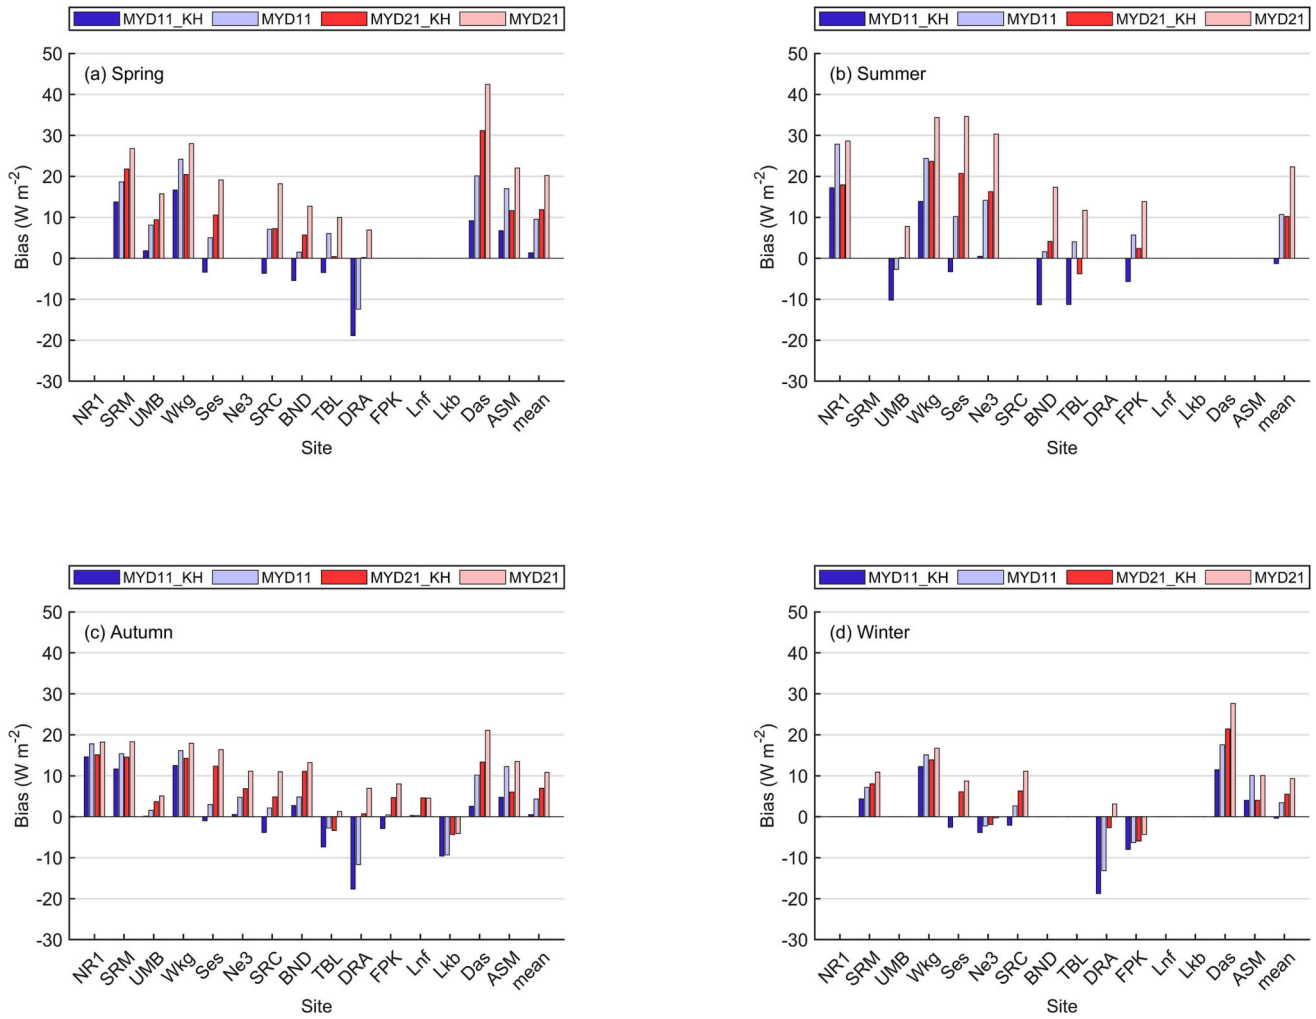 MYD11_KH MYD11 MYD21_KH MYD21
(a) Spring
Bias (W m-2)
50
40
30
20
10
0
-10
-20
-30
NR1 SRM UMB Wkg Ses Ne3 SRC BND TBL DRA FPK Lnf Lkb Das ASM mean
Site
MYD11_KH MYD11 MYD21_KH MYD21
(b) Summer
Bias (W m-2)
50
40
30
20
10
0
-10
-20
-30
NR1 SRM UMB Wkg Ses Ne3 SRC BND TBL DRA FPK Lnf Lkb Das ASM mean
Site
MYD11_KH MYD11 MYD21_KH MYD21
(c) Autumn
Bias (W m-2)
50
40
30
20
10
0
-10
-20
-30
NR1 SRM UMB Wkg Ses Ne3 SRC BND TBL DRA FPK Lnf Lkb Das ASM mean
Site
MYD11_KH MYD11 MYD21_KH MYD21
(d) Winter
Bias (W m-2)
50
40
30
20
10
0
-10
-20
-30
NR1 SRM UMB Wkg Ses Ne3 SRC BND TBL DRA FPK Lnf Lkb Das ASM mean
Site